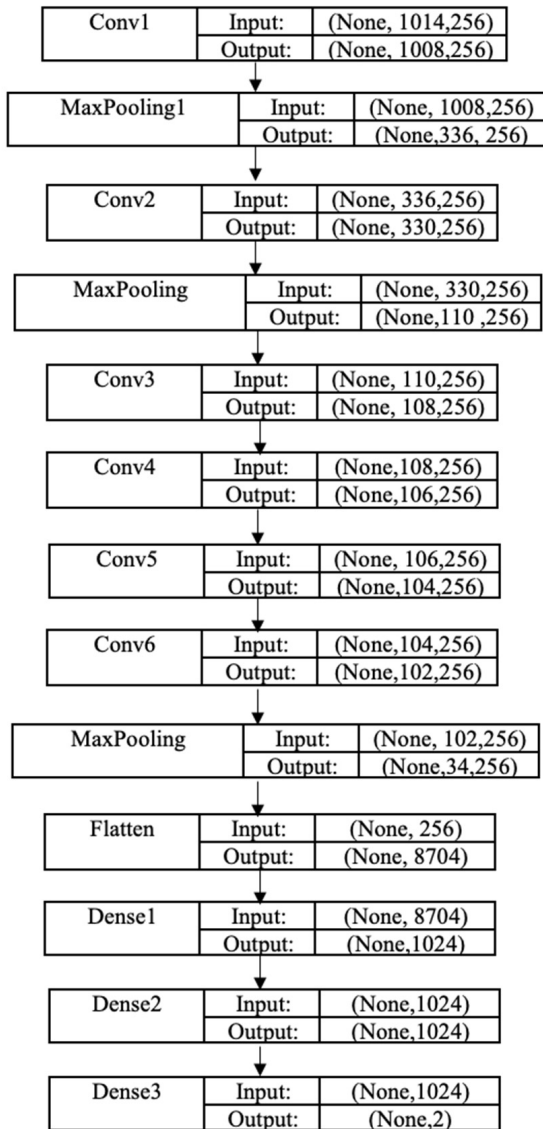 Conv1 Input: (None, 1014,256)
Output: (None, 1008,256)
MaxPooling1 Input: (None, 1008,256)
Output: (None,336, 256)
Conv2 Input: (None, 336,256)
Output: (None, 330,256)
MaxPooling Input: (None, 330,256)
Output: (None,110 ,256)
Conv3 Input: (None, 110,256)
Output: (None, 108,256)
Conv4 Input: (None,108,256)
Output: (None,106,256)
Conv5 Input: (None, 106,256)
Output: (None,104,256)
Conv6 Input: (None,104,256)
Output: (None,102,256)
MaxPooling Input: (None, 102,256)
Output: (None,34,256)
Flatten Input: (None, 256)
Output: (None, 8704)
Dense1 Input: (None, 8704)
Output: (None,1024)
Dense2 Input: (None,1024)
Output: (None,1024)
Dense3 Input: (None,1024)
Output: (None,2)